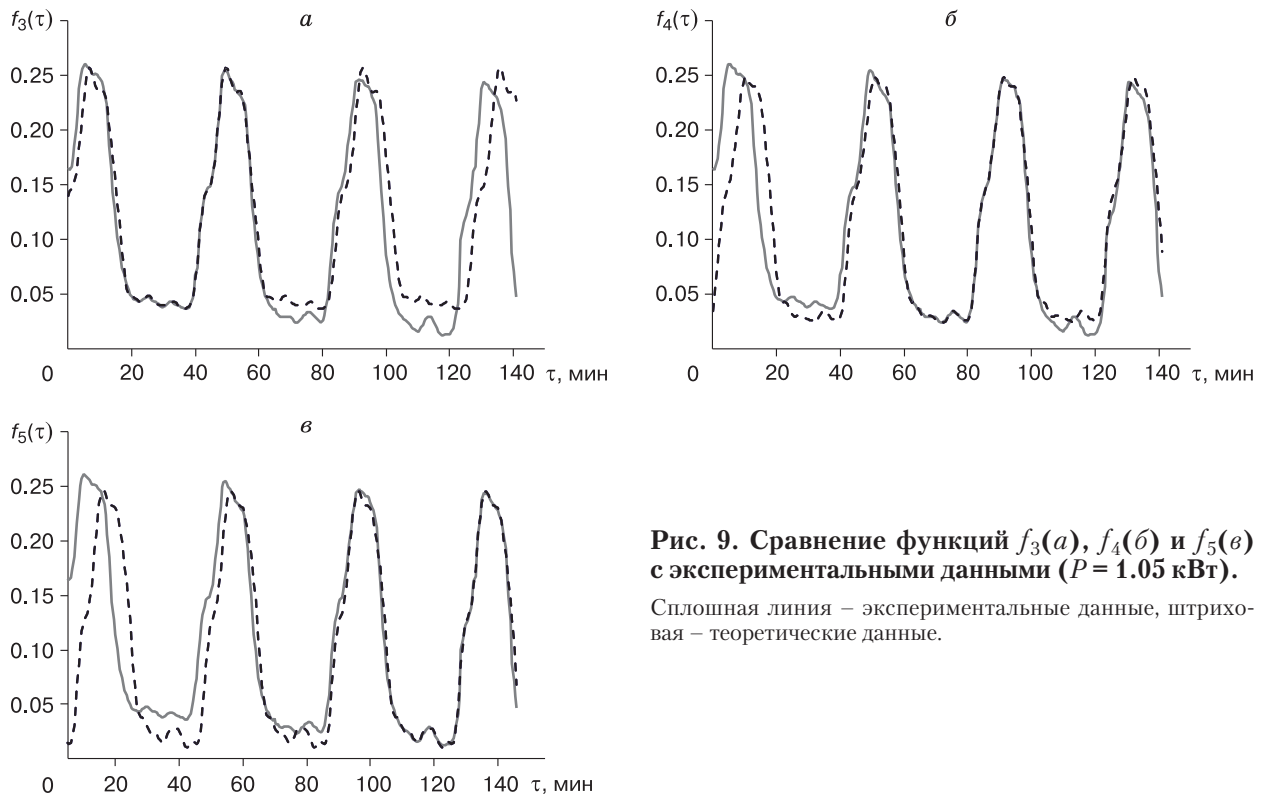 f3(τ)
а
0.25
0.20
0.15
0.10
0.05
0 20 40 60 80 100 120 140 τ, мин
f4(τ)
б
0.25
0.20
0.15
0.10
0.05
0 20 40 60 80 100 120 140 τ, мин
f5(τ)
в
0.25
0.20
0.15
0.10
0.05
0 20 40 60 80 100 120 140 τ, мин
Рис. 9. Сравнение функций f3(а), f4(б) и f5(в)
с экспериментальными данными (P = 1.05 кВт).
Сплошная линия – экспериментальные данные, штрихо-
вая – теоретические данные.